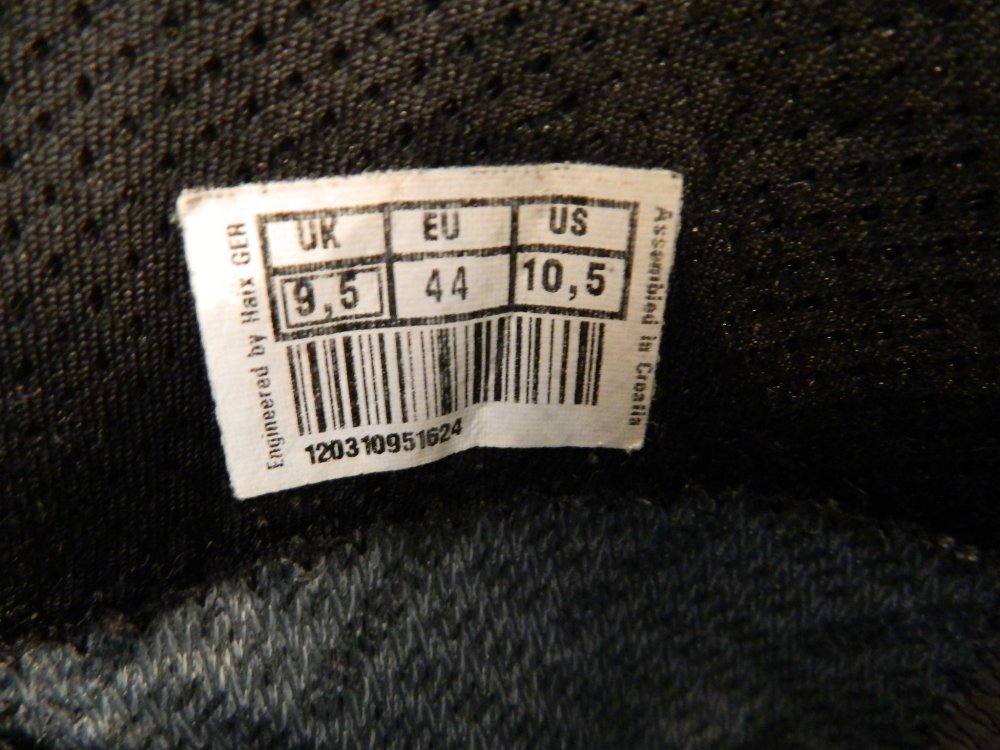 Engineered by Haix GER
UK EU US
9,5 44 10,5
120310951624
Assembled in Croatia